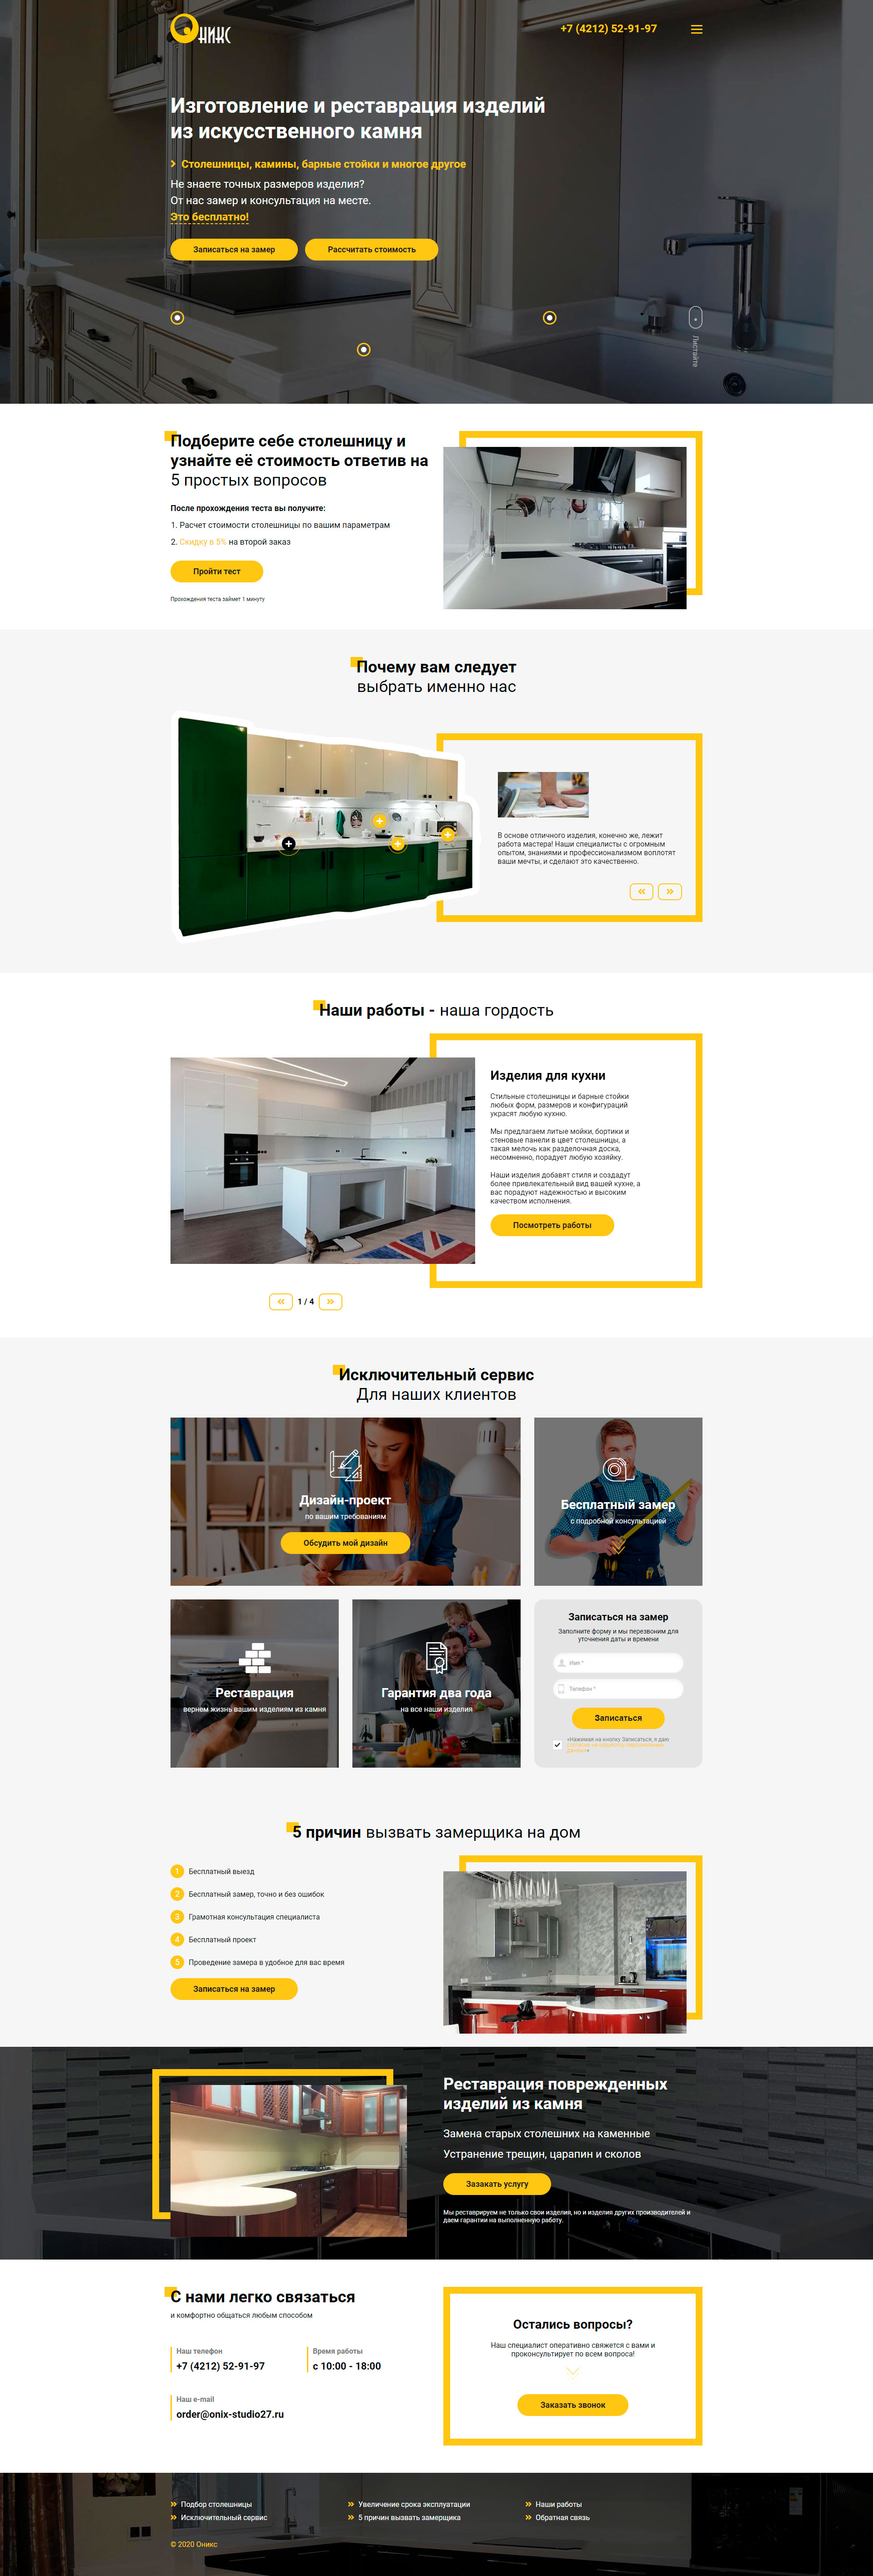 Оникс
+7 (4212) 52-91-97
Изготовление и реставрация изделий
из искусственного камня
Столешницы, камины, барные стойки и многое другое
Не знаете точных размеров изделия?
От нас замер и консультация на месте.
Это бесплатно!
Записаться на замер
Рассчитать стоимость
Листайте
Подберите себе столешницу и
узнайте её стоимость ответив на
5 простых вопросов
После прохождения теста вы получите:
1. Расчет стоимости столешницы по вашим параметрам
2. Скидку в 5% на второй заказ
Пройти тест
Прохождения теста займет 1 минуту
Почему вам следует
выбрать именно нас
В основе отличного изделия, конечно же, лежит
работа мастера! Наши специалисты с огромным
опытом, знаниями и профессионализмом воплотят
ваши мечты, и сделают это качественно.
Наши работы - наша гордость
Изделия для кухни
Стильные столешницы и барные стойки
любых форм, размеров и конфигураций
украсят любую кухню.
Мы предлагаем литые мойки, бортики и
стеновые панели в цвет столешницы, а
такая мелочь как разделочная доска,
несомненно, порадует любую хозяйку.
Наши изделия добавят стиля и создадут
более привлекательный вид вашей кухне, а
вас порадуют надежностью и высоким
качеством исполнения.
Посмотреть работы
1 / 4
Исключительный сервис
Для наших клиентов
Дизайн-проект
по вашим требованиям
Обсудить мой дизайн
Бесплатный замер
с подробной консультацией
Реставрация
вернем жизнь вашим изделиям из камня
Гарантия два года
на все наши изделия
Записаться на замер
Заполните форму и мы перезвоним для
уточнения даты и времени
Имя *
Телефон *
Записаться
«Нажимая на кнопку Записаться, я даю
согласие на обработку персональных
данных»
5 причин вызвать замерщика на дом
1 Бесплатный выезд
2 Бесплатный замер, точно и без ошибок
3 Грамотная консультация специалиста
4 Бесплатный проект
5 Проведение замера в удобное для вас время
Записаться на замер
Реставрация поврежденных
изделий из камня
Замена старых столешних на каменные
Устранение трещин, царапин и сколов
Зазакать услугу
Мы реставрируем не только свои изделия, но и изделия других производителей и
даем гарантии на выполненную работу.
С нами легко связаться
и комфортно общаться любым способом
Наш телефон
+7 (4212) 52-91-97
Время работы
с 10:00 - 18:00
Наш e-mail
order@onix-studio27.ru
Остались вопросы?
Наш специалист оперативно свяжется с вами и
проконсультирует по всем вопроса!
Заказать звонок
Подбор столешницы
Увеличение срока эксплуатации
Наши работы
Исключительный сервис
5 причин вызвать замерщика
Обратная связь
© 2020 Оникс